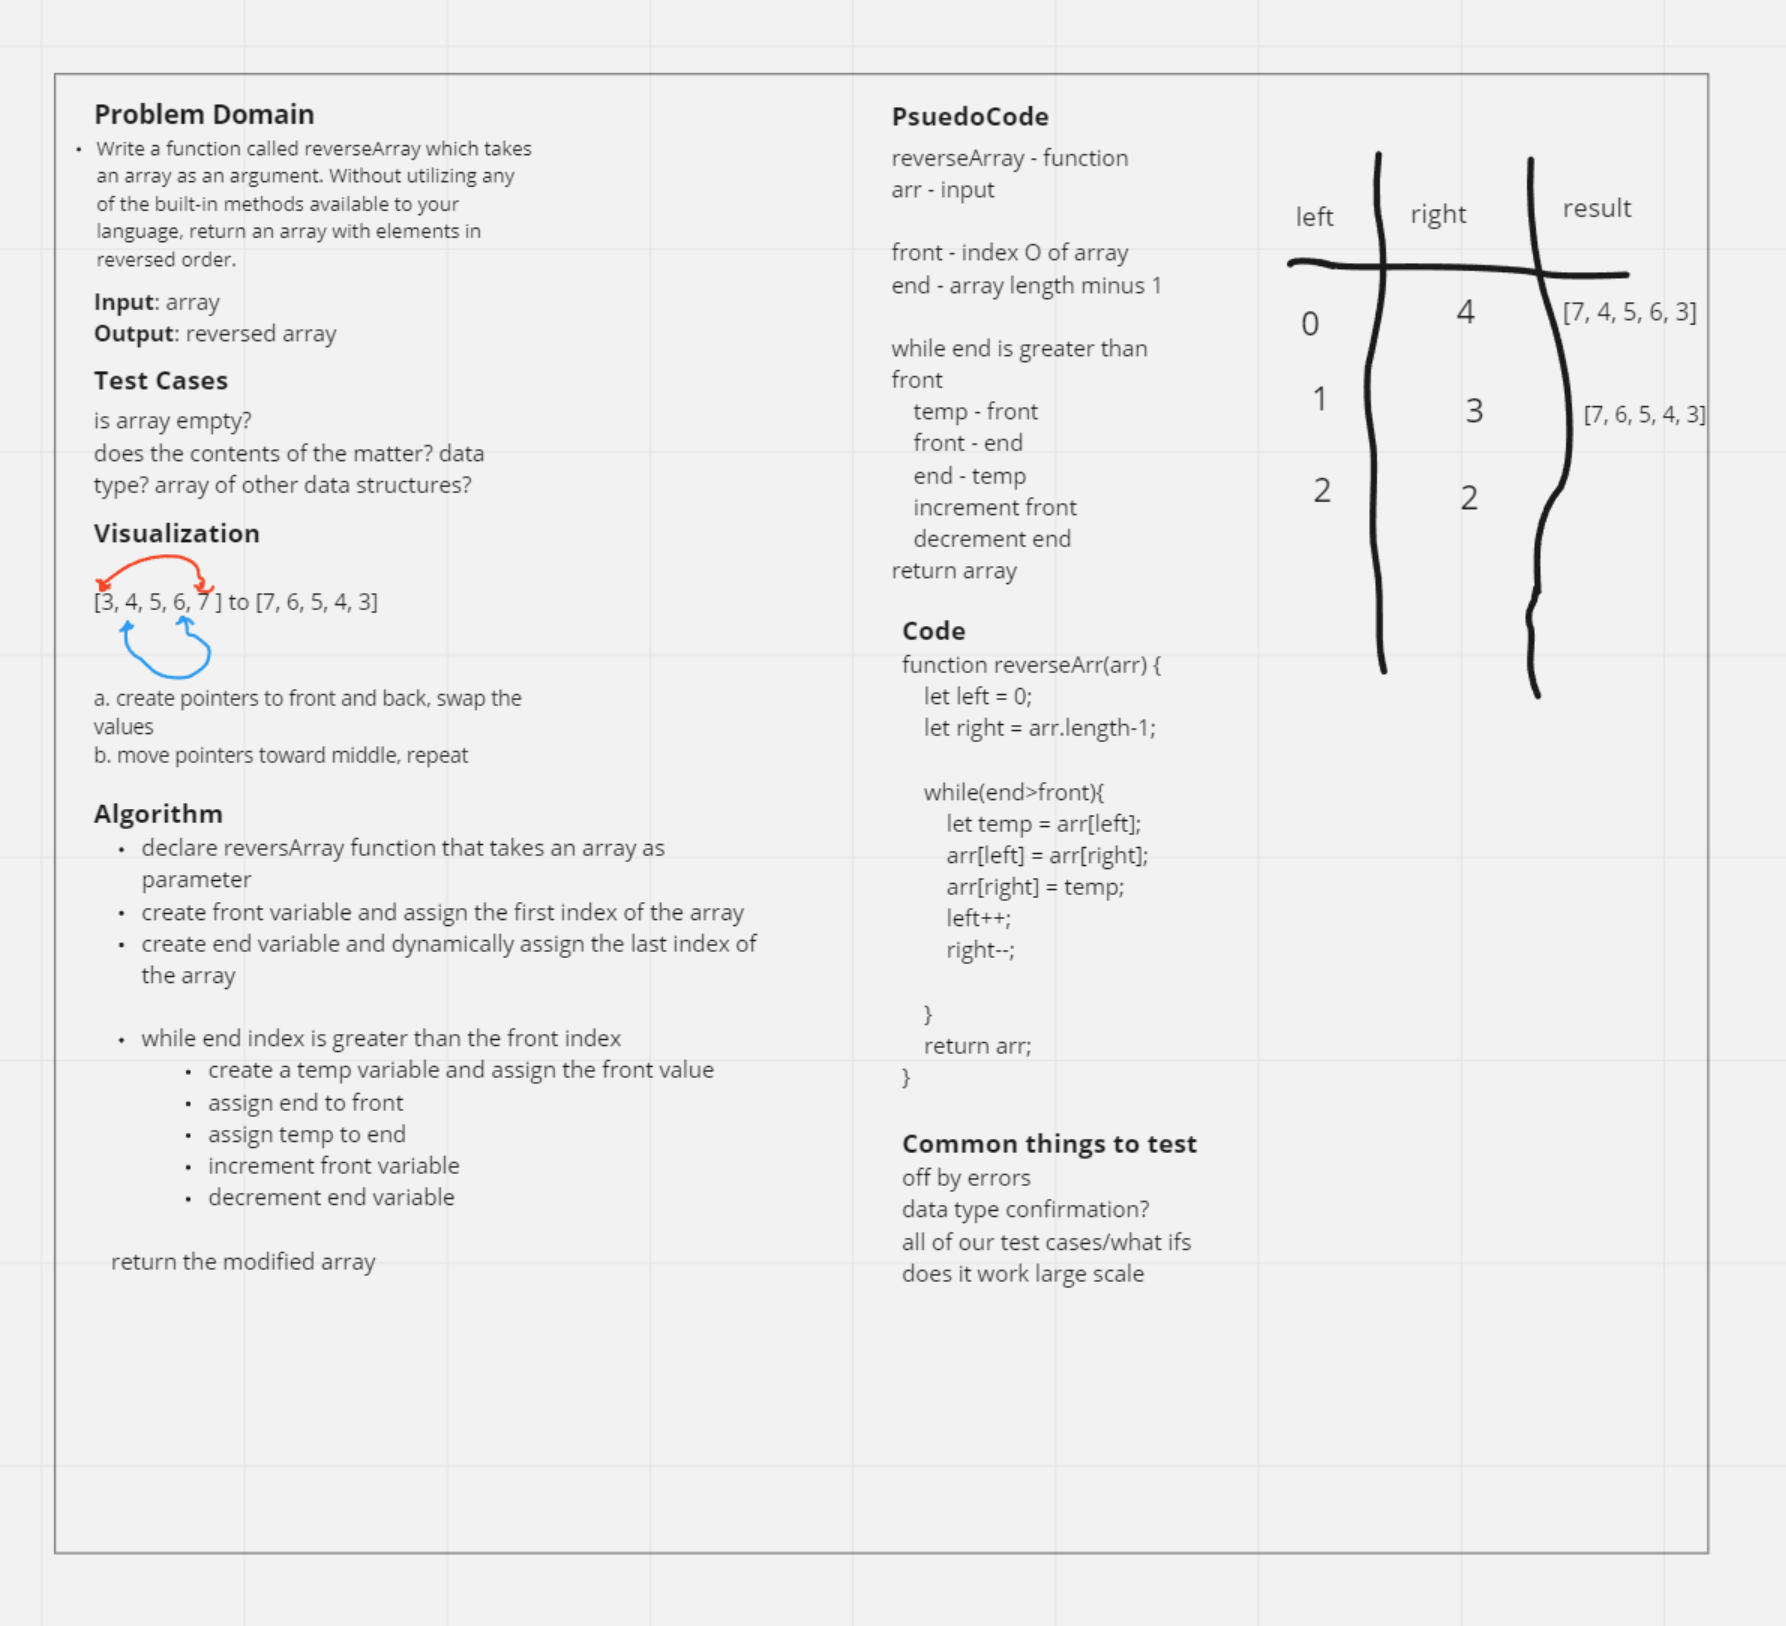 Problem Domain
• Write a function called reverseArray which takes
an array as an argument. Without utilizing any
of the built-in methods available to your
language, return an array with elements in
reversed order.
Input: array
Output: reversed array
Test Cases
is array empty?
does the contents of the matter? data
type? array of other data structures?
Visualization
[3, 4, 5, 6, 7 ] to [7, 6, 5, 4, 3]
a. create pointers to front and back, swap the
values
b. move pointers toward middle, repeat
Algorithm
• declare reversArray function that takes an array as
parameter
• create front variable and assign the first index of the array
• create end variable and dynamically assign the last index of
the array
• while end index is greater than the front index
• create a temp variable and assign the front value
• assign end to front
• assign temp to end
• increment front variable
• decrement end variable
return the modified array
PsuedoCode
reverseArray - function
arr - input
front - index O of array
end - array length minus 1
while end is greater than
front
temp - front
front - end
end - temp
increment front
decrement end
return array
Code
function reverseArr(arr) {
let left = 0;
let right = arr.length-1;
while(end>front){
let temp = arr[left];
arr[left] = arr[right];
arr[right] = temp;
left++;
right--;
}
return arr;
}
Common things to test
off by errors
data type confirmation?
all of our test cases/what ifs
does it work large scale
left right result
0 4 [7, 4, 5, 6, 3]
1 3 [7, 6, 5, 4, 3]
2 2